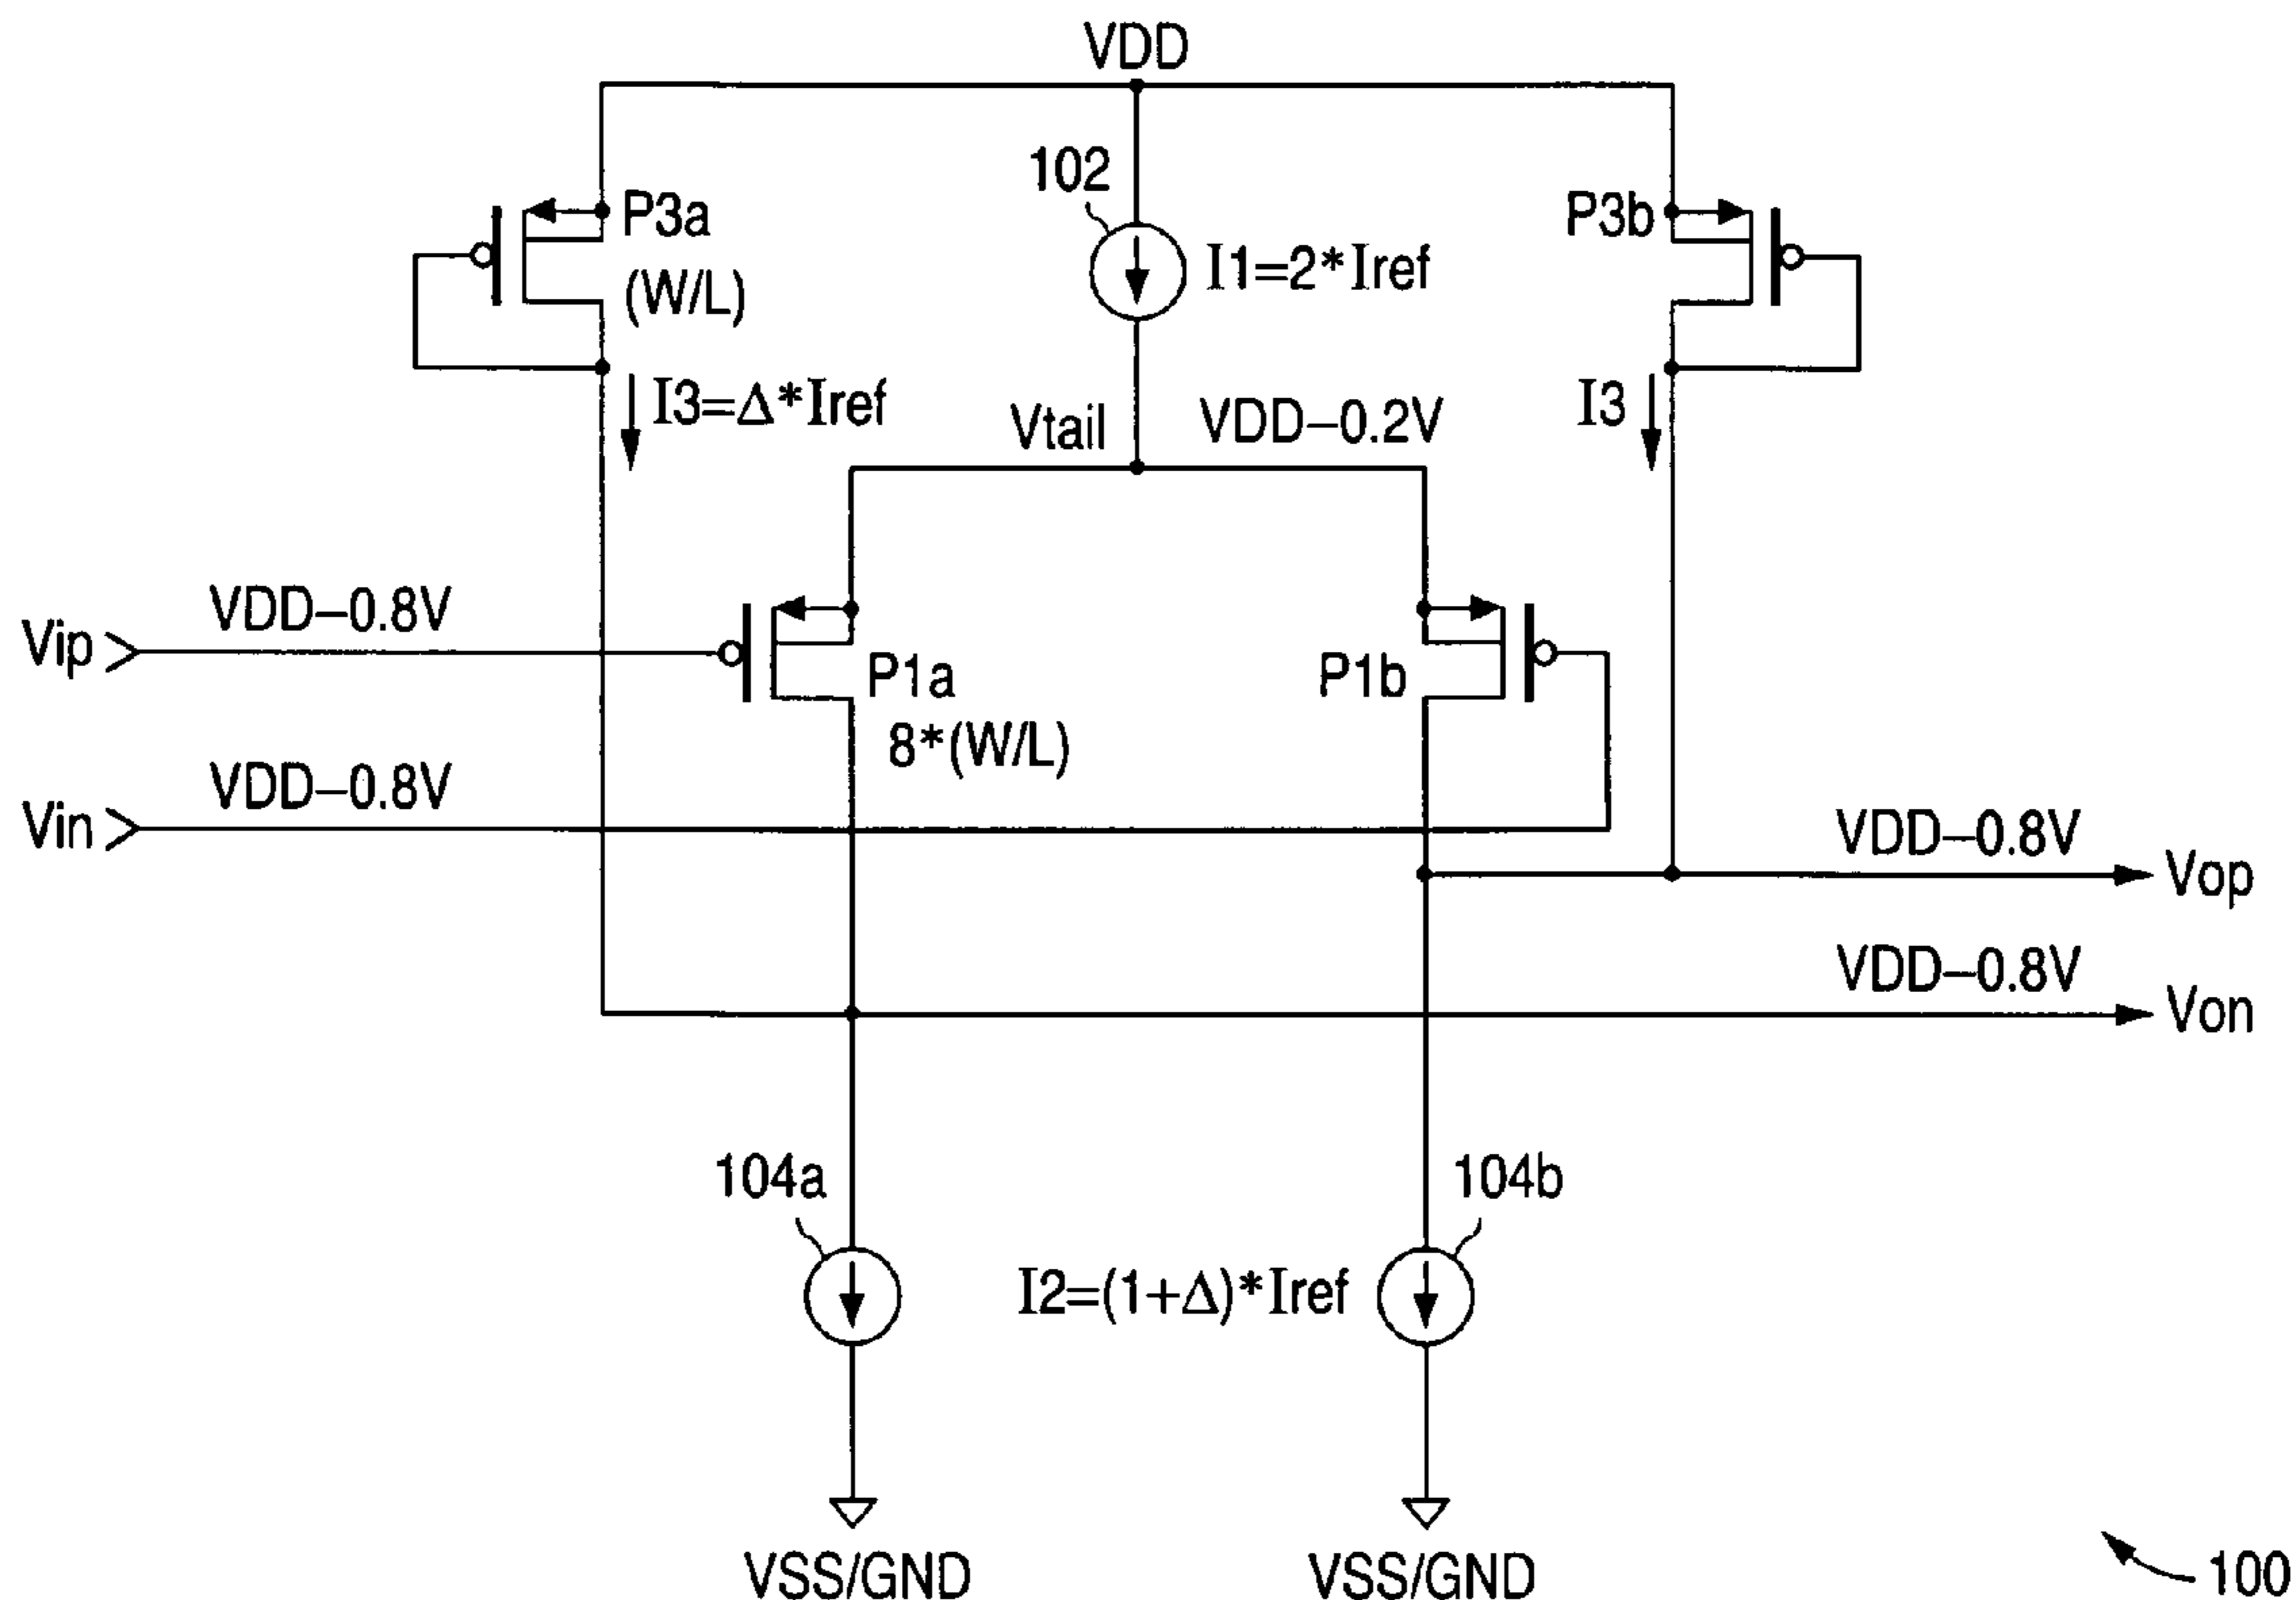 VDD
102
P3a
(W/L)
I1=2*Iref
P3b
I3=Δ*Iref
Vtail
VDD–0.2V
I3
Vip
VDD–0.8V
P1a
8*(W/L)
P1b
Vin
VDD–0.8V
VDD–0.8V
Vop
VDD–0.8V
Von
104a
104b
I2=(1+Δ)*Iref
VSS/GND
VSS/GND
100